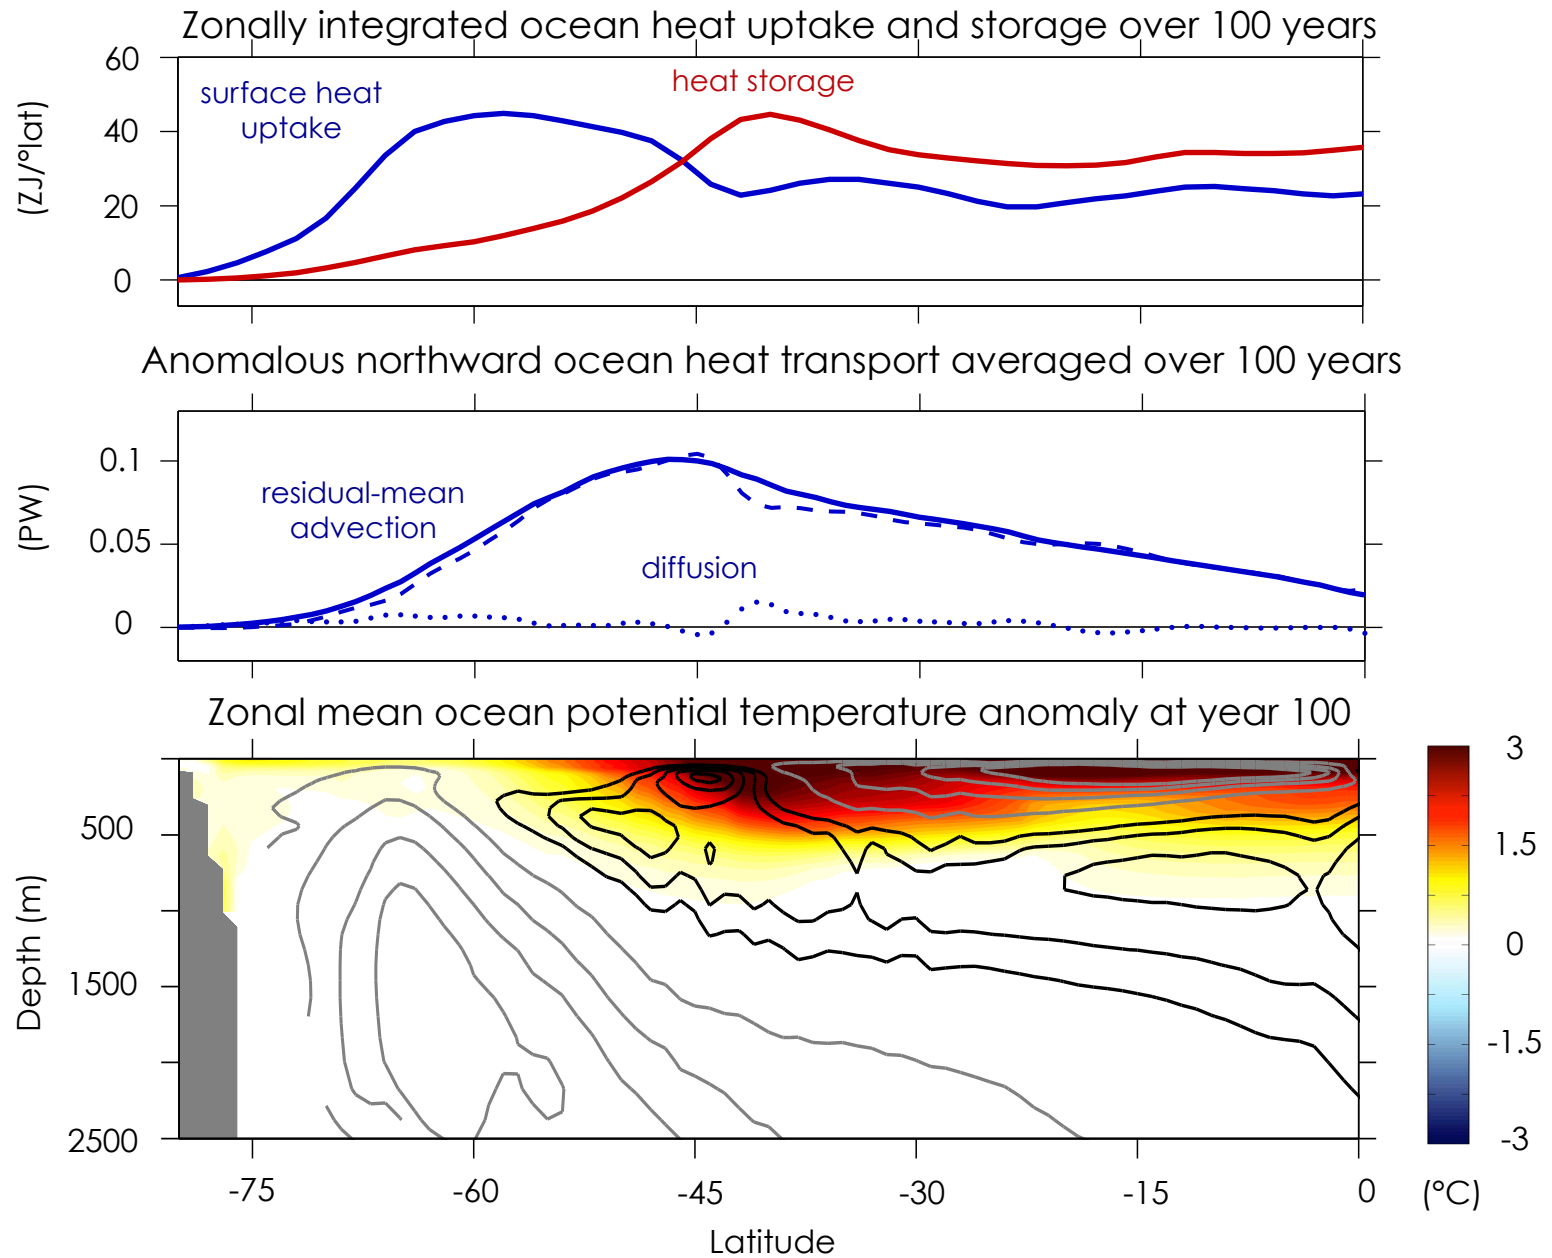 Zonally integrated ocean heat uptake and storage over 100 years
60
40
20
0
(ZJ/°lat)
surface heat
uptake
heat storage
Anomalous northward ocean heat transport averaged over 100 years
0.1
0.05
0
(PW)
residual-mean
advection
diffusion
Zonal mean ocean potential temperature anomaly at year 100
500
1500
2500
Depth (m)
-75
-60
-45
-30
-15
0
Latitude
3
1.5
0
-1.5
-3
(°C)